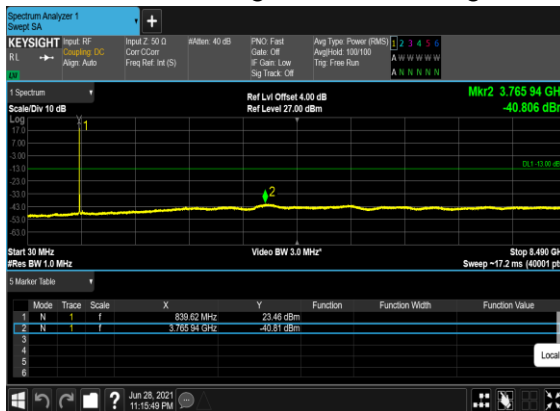 Spectrum Analyzer 1
Swept SA
KEYSIGHT Input: RF Input Z: 50 Ω #Atten: 40 dB PNO: Fast Avg Type: Power (RMS) 1 2 3 4 5 6
RL Coupling: DC Corr CCorr Gate: Off Avg|Hold: 100/100 A W W W W W
Align: Auto Freq Ref: Int (S) IF Gain: Low Trig: Free Run
Sig Track: Off A N N N N N
1 Spectrum Ref Lvl Offset 4.00 dB Mkr2 3.765 94 GH
Scale/Div 10 dB Ref Level 27.00 dBm -40.806 dB
Log
17.0
7.00
-3.00
-13.0
-23.0
-33.0
-43.0
-53.0
-63.0
1
DL1 -13.00 dB
2
Start 30 MHz Video BW 3.0 MHz* Stop 8.490 GH
#Res BW 1.0 MHz Sweep ~17.2 ms (40001 pt
5 Marker Table
Mode Trace Scale X Y Function Function Width Function Value
1 N 1 f 839.62 MHz 23.46 dBm
2 N 1 f 3.765 94 GHz -40.81 dBm
3
4
5
6
Local
? Jun 28, 2021
11:15:49 PM